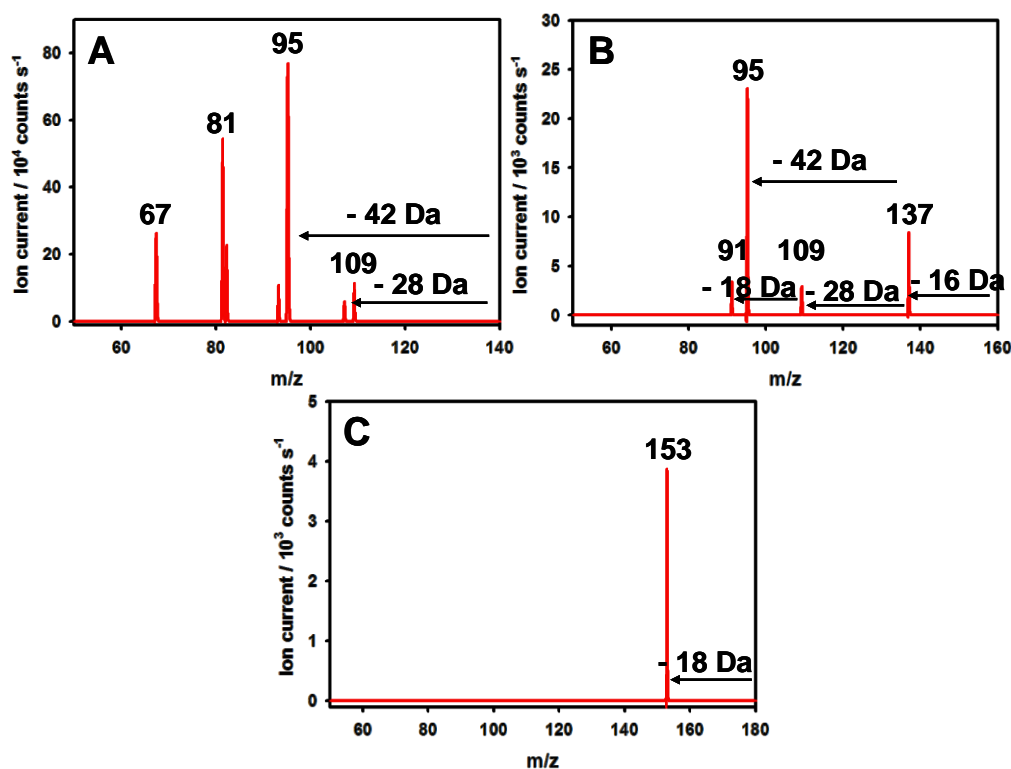 A
Ion current / 10⁴ counts s⁻¹
80
60
40
20
0
95
81
67
109
- 42 Da
- 28 Da
60 80 100 120 140
m/z
B
Ion current / 10³ counts s⁻¹
30
25
20
15
10
5
0
95
- 42 Da
137
91 109
- 18 Da - 28 Da - 16 Da
60 80 100 120 140 160
m/z
C
Ion current / 10³ counts s⁻¹
5
4
3
2
1
0
153
- 18 Da
60 80 100 120 140 160 180
m/z